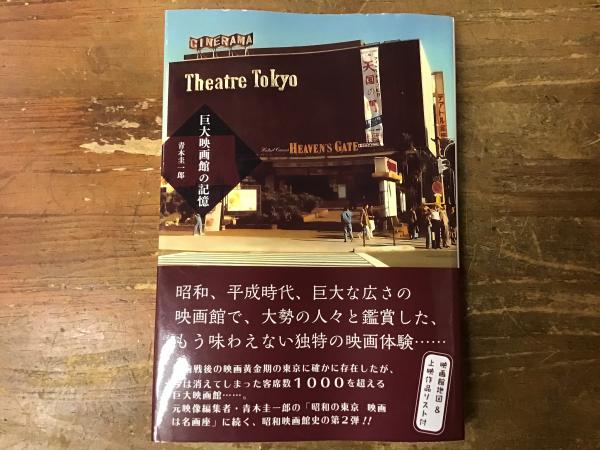 CINERAMA
Theatre Tokyo
天国の門
HEAVEN'S GATE
巨大映画館の記憶
青木圭一郎
昭和、平成時代、巨大な広さの
映画館で、大勢の人々と鑑賞した、
もう味わえない独特の映画体験……
戦後の映画黄金期の東京に確かに存在したが、
は消えてしまった客席数1000を超える
巨大映画館……。
元映像編集者・青木圭一郎の「昭和の東京 映画
は名画座」に続く、昭和映画館史の第2弾!!
映画館地図&
上映作品リスト付